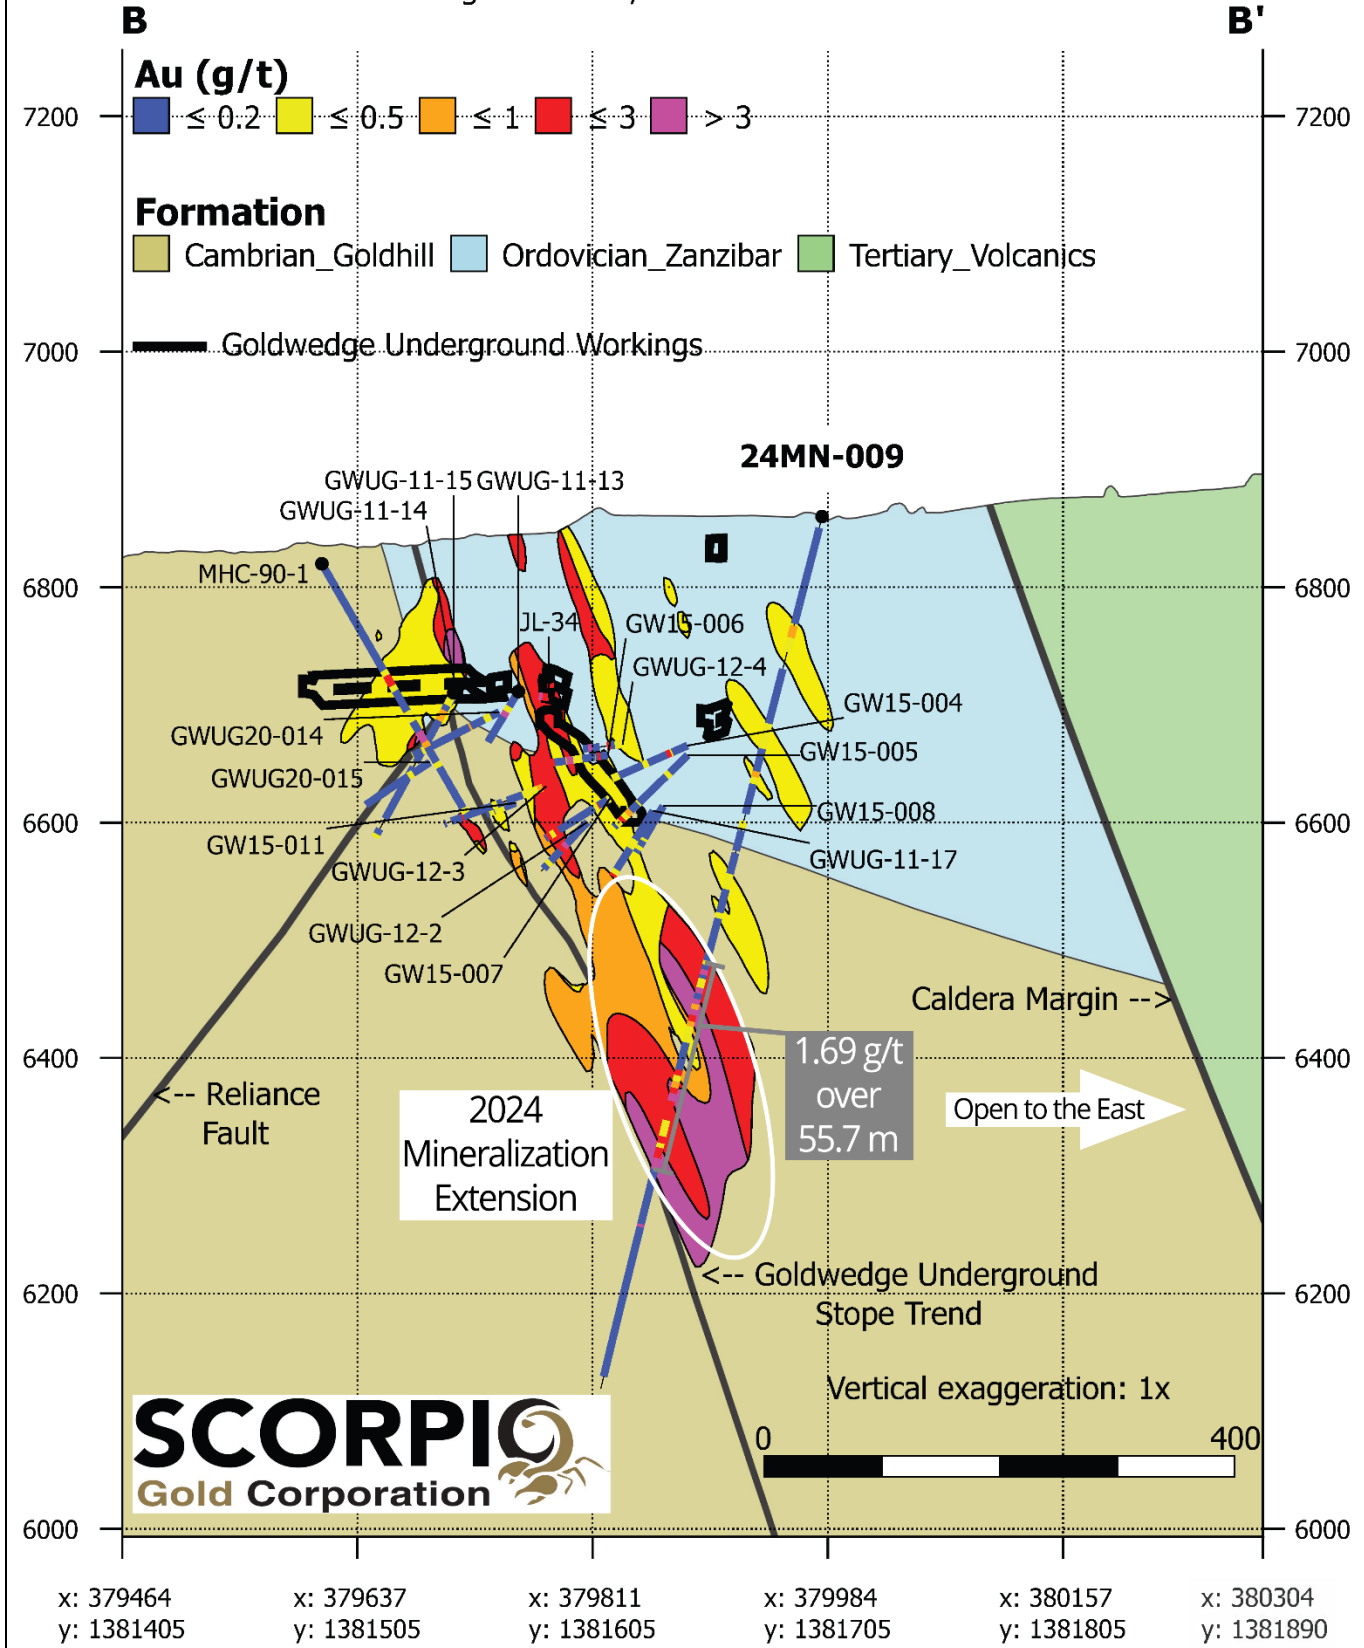 B
B'
Au (g/t)
≤ 0.2
≤ 0.5
≤ 1
≤ 3
> 3
7200
7200
Formation
Cambrian_Goldhill
Ordovician_Zanzibar
Tertiary_Volcanics
Goldwedge Underground Workings
7000
7000
24MN-009
GWUG-11-15
GWUG-11-13
GWUG-11-14
MHC-90-1
6800
6800
JL-34
GW15-006
GWUG-12-4
GW15-004
GWUG20-014
GW15-005
GWUG20-015
GW15-008
6600
6600
GW15-011
GWUG-11-17
GWUG-12-3
GWUG-12-2
GW15-007
Caldera Margin -->
6400
6400
1.69 g/t
over
55.7 m
<-- Reliance
Fault
2024
Mineralization
Extension
Open to the East
<-- Goldwedge Underground
Stope Trend
6200
6200
Vertical exaggeration: 1x
SCORPIO
Gold Corporation
0
400
6000
6000
x: 379464
x: 379637
x: 379811
x: 379984
x: 380157
x: 380304
y: 1381405
y: 1381505
y: 1381605
y: 1381705
y: 1381805
y: 1381890